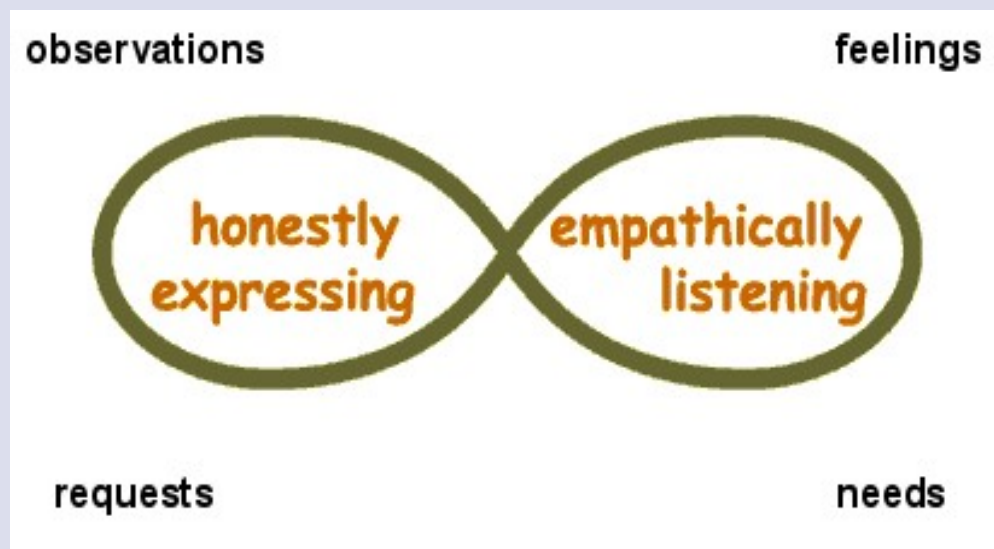 observations
feelings
honestly
expressing
empathically
listening
requests
needs